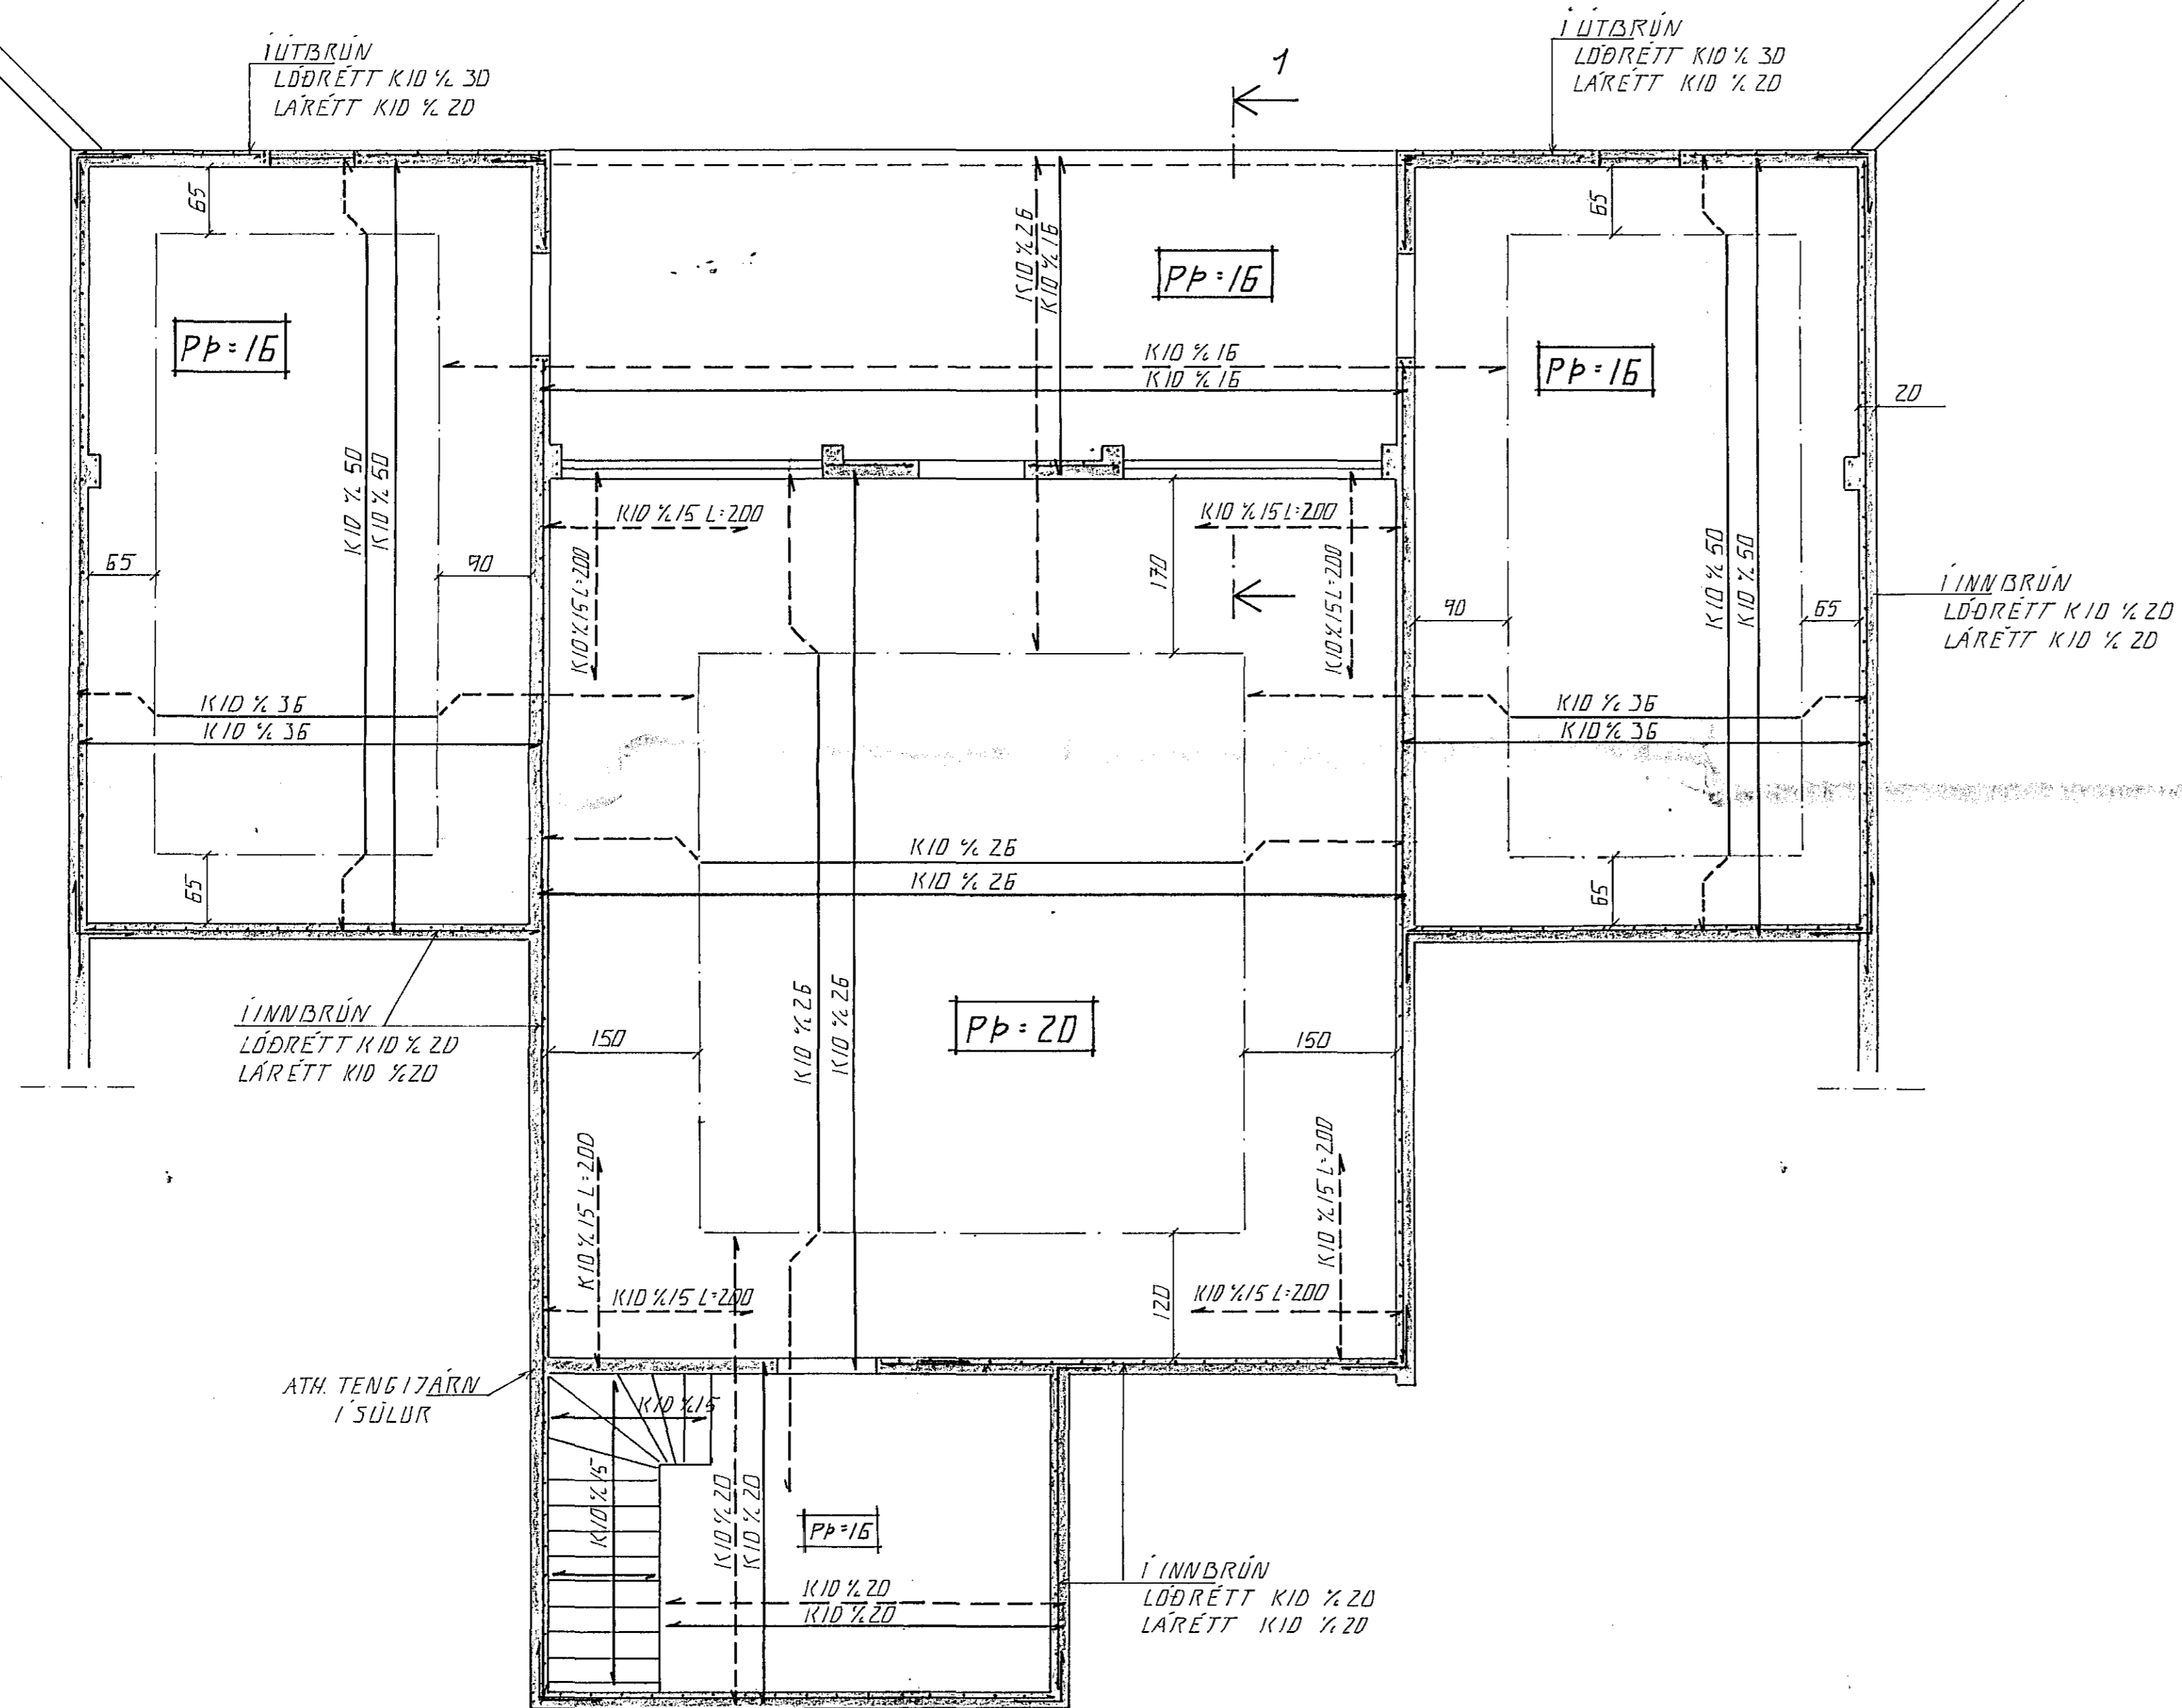 Í ÚTBRÚN
LÓÐRÉTT K10 % 30
LÁRÉTT K10 % 20
1
Í ÚTBRÚN
LÓÐRÉTT K10 % 30
LÁRÉTT K10 % 20
65
65
K10 % 26
K10 % 16
PÞ=16
PÞ=16
K10 % 16
K10 % 16
PÞ=16
20
K10 % 50
K10 % 50
K10 % 15 L=200
K10 % 15 L=200
65
90
K10 % 15 L=200
170
K10 % 15 L=200
K10 % 50
K10 % 50
90
65
Í INNBRÚN
LÓÐRÉTT K10 % 20
LÁRÉTT K10 % 20
K10 % 36
K10 % 36
K10 % 36
K10 % 36
K10 % 26
K10 % 26
65
65
K10 % 26
K10 % 26
PÞ=20
Í INNBRÚN
LÓÐRÉTT K10 % 20
LÁRÉTT K10 % 20
150
150
K10 % 15 L=200
K10 % 15 L=200
K10 % 15 L=200
120
K10 % 15 L=200
ATH. TENGIJÁRN
Í SÚLUR
K10 % 15
K10 % 15
K10 % 20
K10 % 20
PÞ=16
K10 % 20
K10 % 20
Í INNBRÚN
LÓÐRÉTT K10 % 20
LÁRÉTT K10 % 20